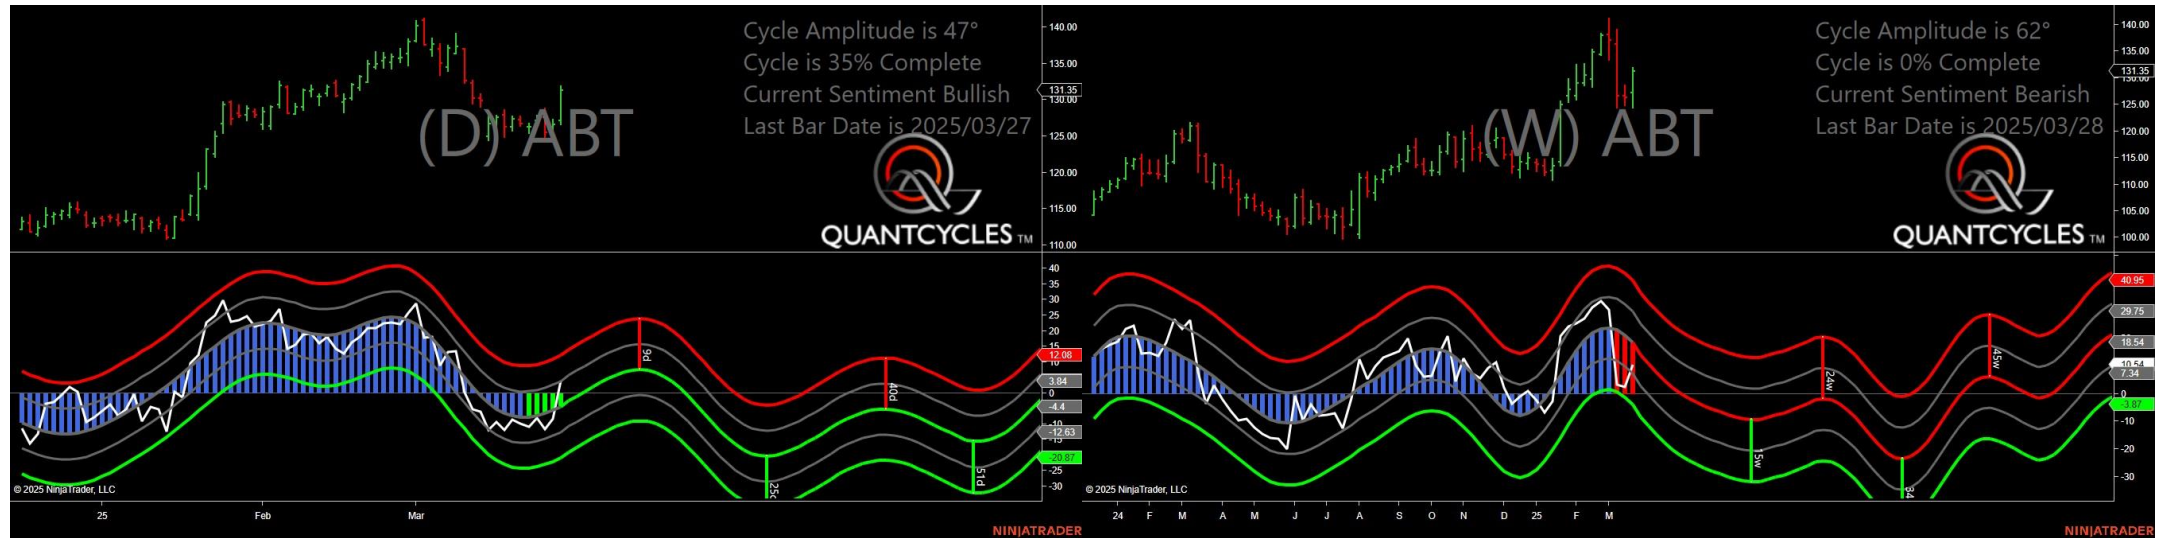 Cycle Amplitude is 47°
Cycle is 35% Complete
Current Sentiment Bullish
Last Bar Date is 2025/03/27
(D) ABT
QUANTCYCLES TM
140.00
135.00
131.35
130.00
125.00
120.00
115.00
110.00
40
35
30
25
20
15
12.08
3.84
0
-4.4
-12.63
-20.87
-25
-30
9d
40d
51d
© 2025 NinjaTrader, LLC
25
Feb
Mar
NINJATRADER
Cycle Amplitude is 62°
Cycle is 0% Complete
Current Sentiment Bearish
Last Bar Date is 2025/03/28
(W) ABT
QUANTCYCLES TM
140.00
135.00
131.35
125.00
120.00
115.00
110.00
105.00
100.00
40.95
29.75
18.54
7.34
0
-3.87
-10
-20
-30
24w
45w
15w
© 2025 NinjaTrader, LLC
24
F
M
A
M
J
J
A
S
O
N
D
25
F
M
NINJATRADER